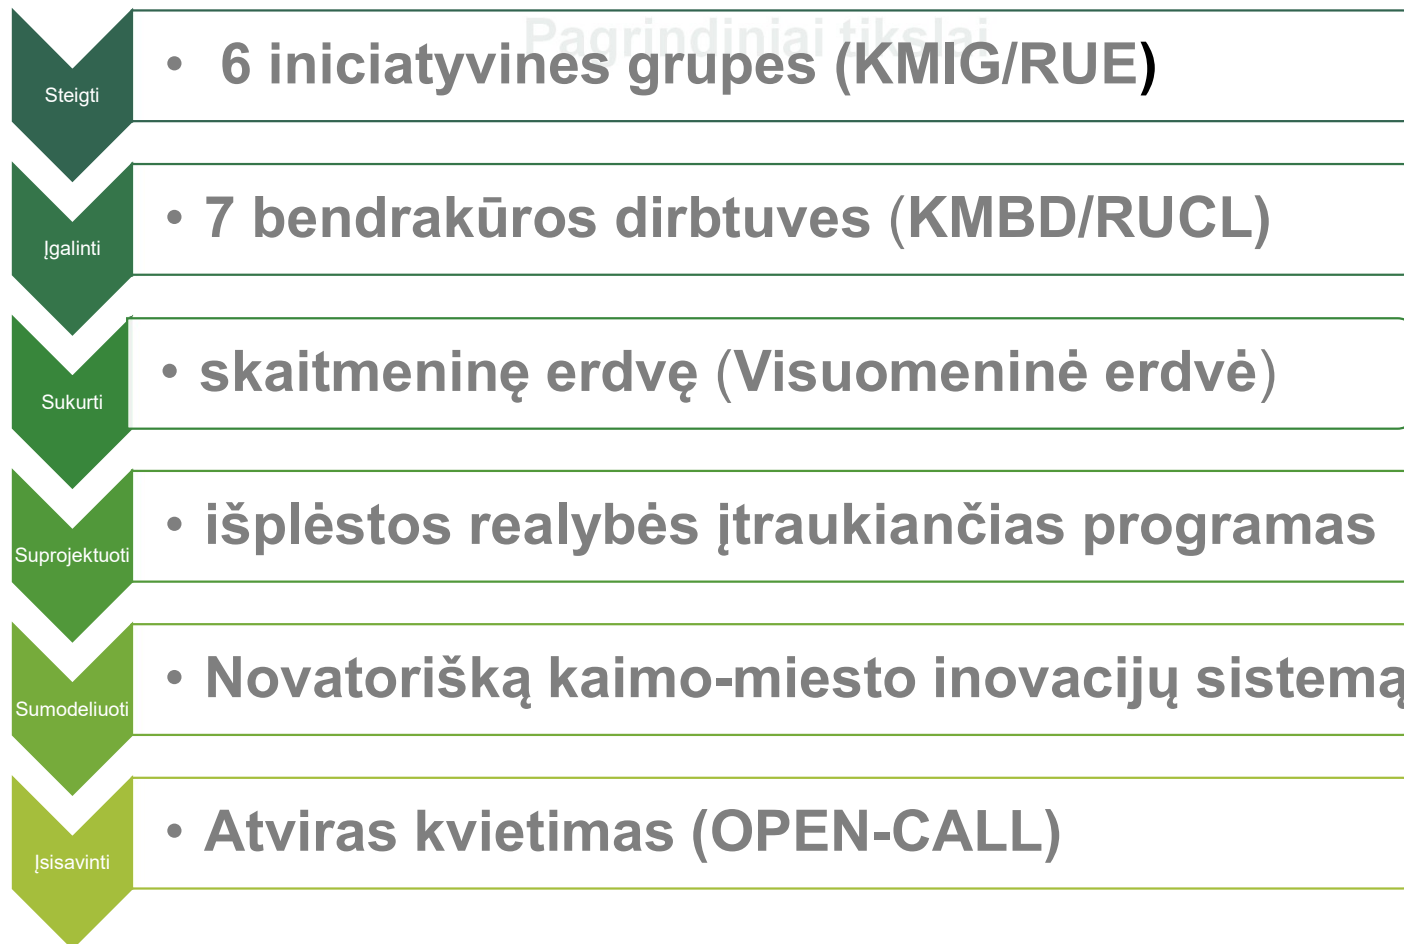 Pagrindiniai tikslai
Steigti
• 6 iniciatyvines grupes (KMIG/RUE)
Įgalinti
• 7 bendrakūros dirbtuves (KMBD/RUCL)
Sukurti
• skaitmeninę erdvę (Visuomeninė erdvė)
Suprojektuoti
• išplėstos realybės įtraukiančias programas
Sumodeliuoti
• Novatorišką kaimo-miesto inovacijų sistemą
Įsisavinti
• Atviras kvietimas (OPEN-CALL)